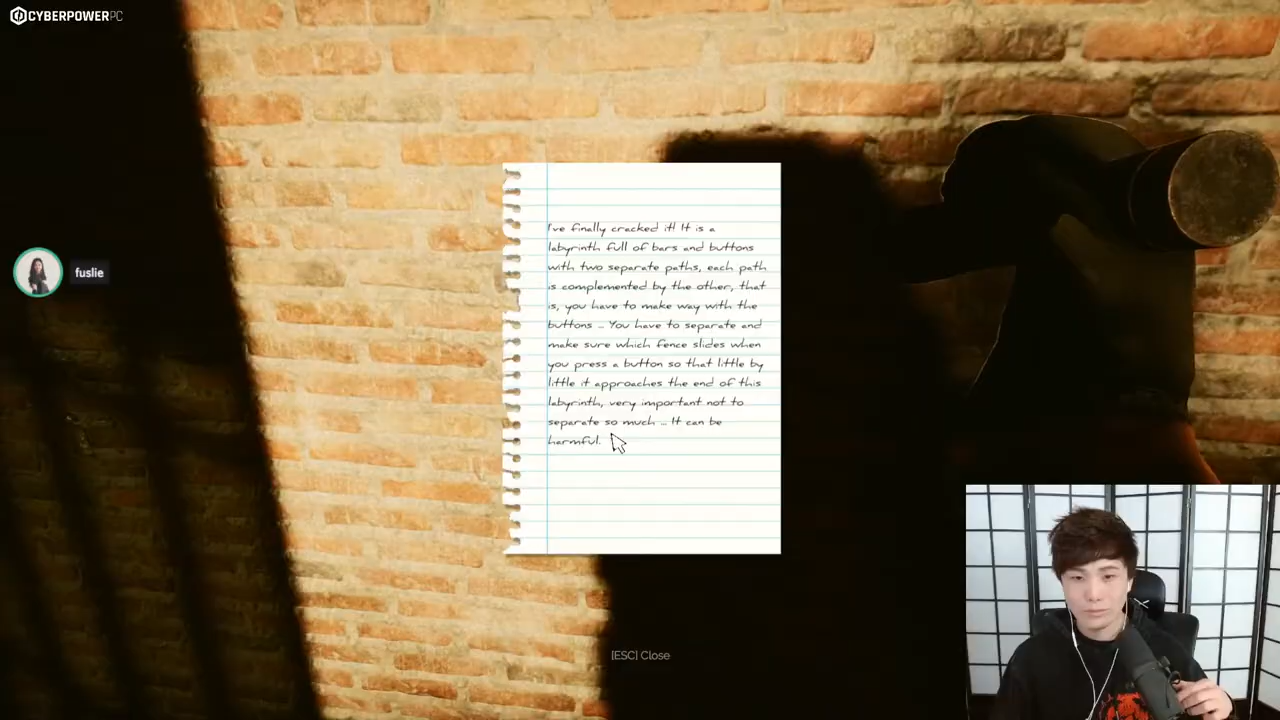 CYBERPOWERPC
fuslie
I've finally cracked it! It is a
labyrinth full of bars and buttons
with two separate paths, each path
is complemented by the other, that
is, you have to make way with the
buttons ... You have to separate and
make sure which fence slides when
you press a button so that little by
little it approaches the end of this
labyrinth, very important not to
separate so much ... It can be
harmful.
[ESC] Close